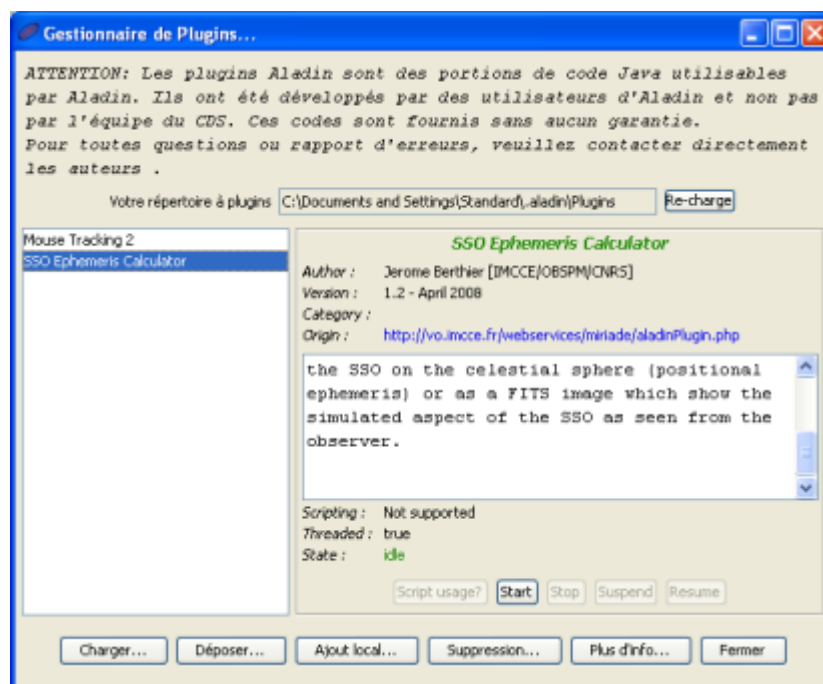 Gestionnaire de Plugins...
ATTENTION: Les plugins Aladin sont des portions de code Java utilisables
par Aladin. Ils ont été développés par des utilisateurs d'Aladin et non pas
par l'équipe du CDS. Ces codes sont fournis sans aucun garantie.
Pour toutes questions ou rapport d'erreurs, veuillez contacter directement
les auteurs .
Votre répertoire à plugins C:\Documents and Settings\Standard\.aladin\Plugins Re-charge
Mouse Tracking 2
SSO Ephemeris Calculator
SSO Ephemeris Calculator
Author : Jerome Berthier [IMCCE/OBSPM/CNRS]
Version : 1.2 - April 2008
Category :
Origin : http://vo.imcce.fr/webservices/miriade/aladinPlugin.php
the SSO on the celestial sphere (positional
ephemeris) or as a FITS image which show the
simulated aspect of the SSO as seen from the
observer.
Scripting : Not supported
Threaded : true
State : idle
Script usage? Start Stop Suspend Resume
Charger... Déposer... Ajout local... Suppression... Plus d'info... Fermer